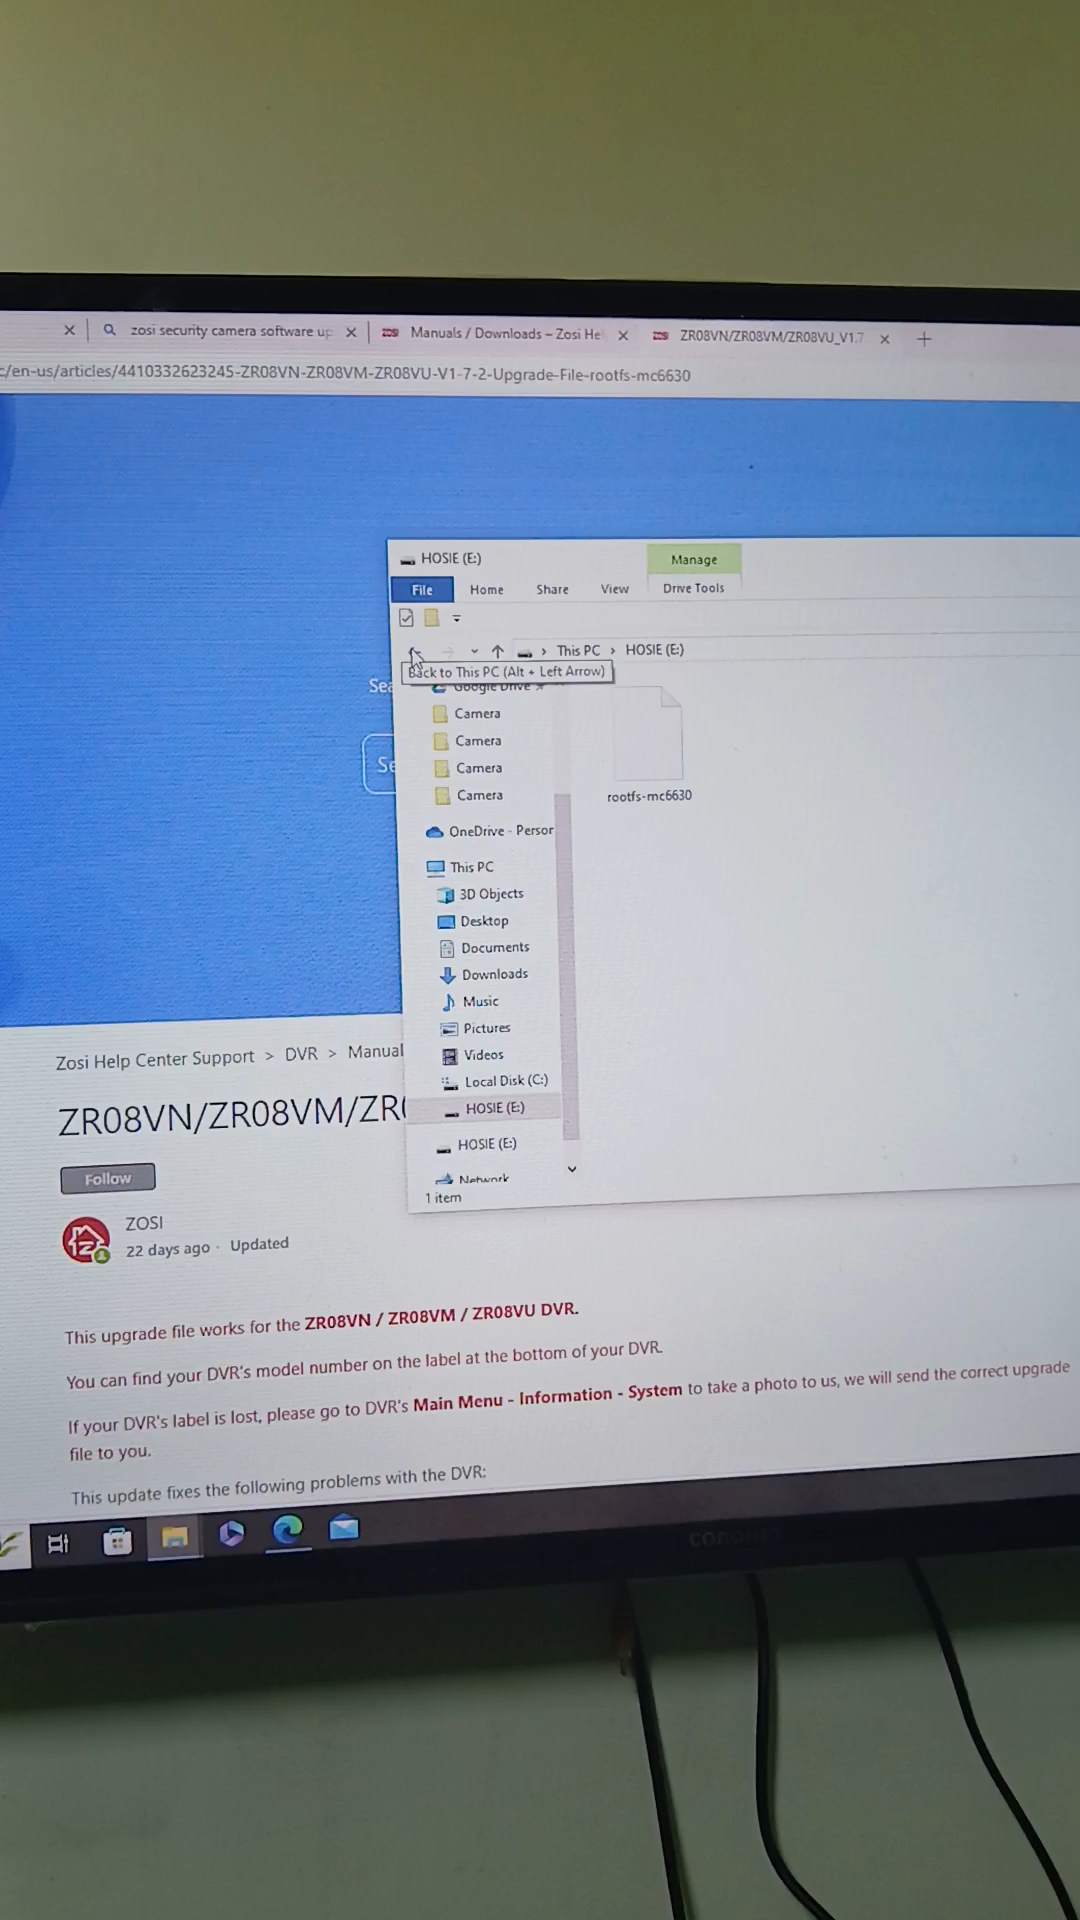 zosi security camera software up
Manuals / Downloads – Zosi He
ZR08VN/ZR08VM/ZR08VU_V1.7
c/en-us/articles/4410332623245-ZR08VN-ZR08VM-ZR08VU-V1-7-2-Upgrade-File-rootfs-mc6630
HOSIE (E:)
Manage
File Home Share View Drive Tools
This PC > HOSIE (E:)
Back to This PC (Alt + Left Arrow)
Sea
Google Drive
Camera
Camera
Se
Camera
Camera
rootfs-mc6630
OneDrive - Persor
This PC
3D Objects
Desktop
Documents
Downloads
Music
Pictures
Videos
Local Disk (C:)
HOSIE (E:)
HOSIE (E:)
Network
1 item
Zosi Help Center Support > DVR > Manual
ZR08VN/ZR08VM/ZR0
Follow
ZOSI
22 days ago · Updated
This upgrade file works for the ZR08VN / ZR08VM / ZR08VU DVR.
You can find your DVR's model number on the label at the bottom of your DVR.
If your DVR's label is lost, please go to DVR's Main Menu - Information - System to take a photo to us, we will send the correct upgrade
file to you.
This update fixes the following problems with the DVR: